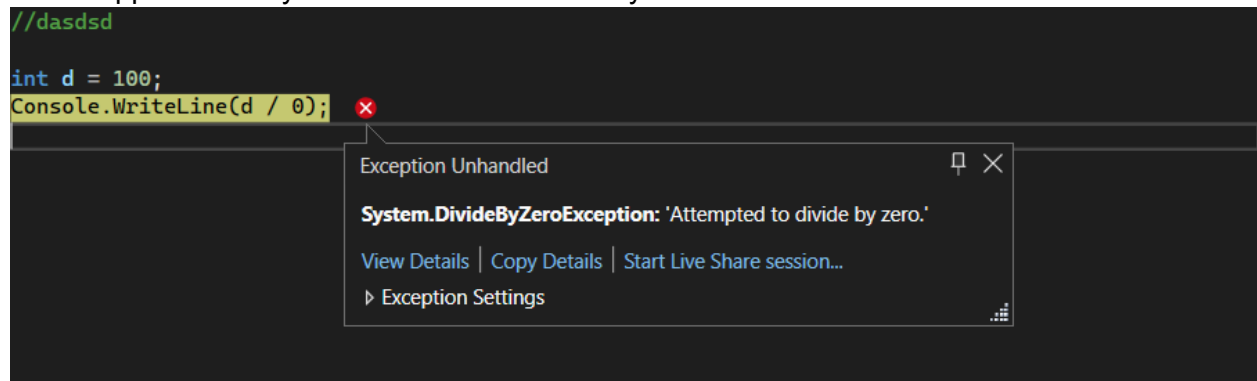 //dasdsd
int d = 100;
Console.WriteLine(d / 0);
Exception Unhandled
System.DivideByZeroException: 'Attempted to divide by zero.'
View Details | Copy Details | Start Live Share session...
Exception Settings